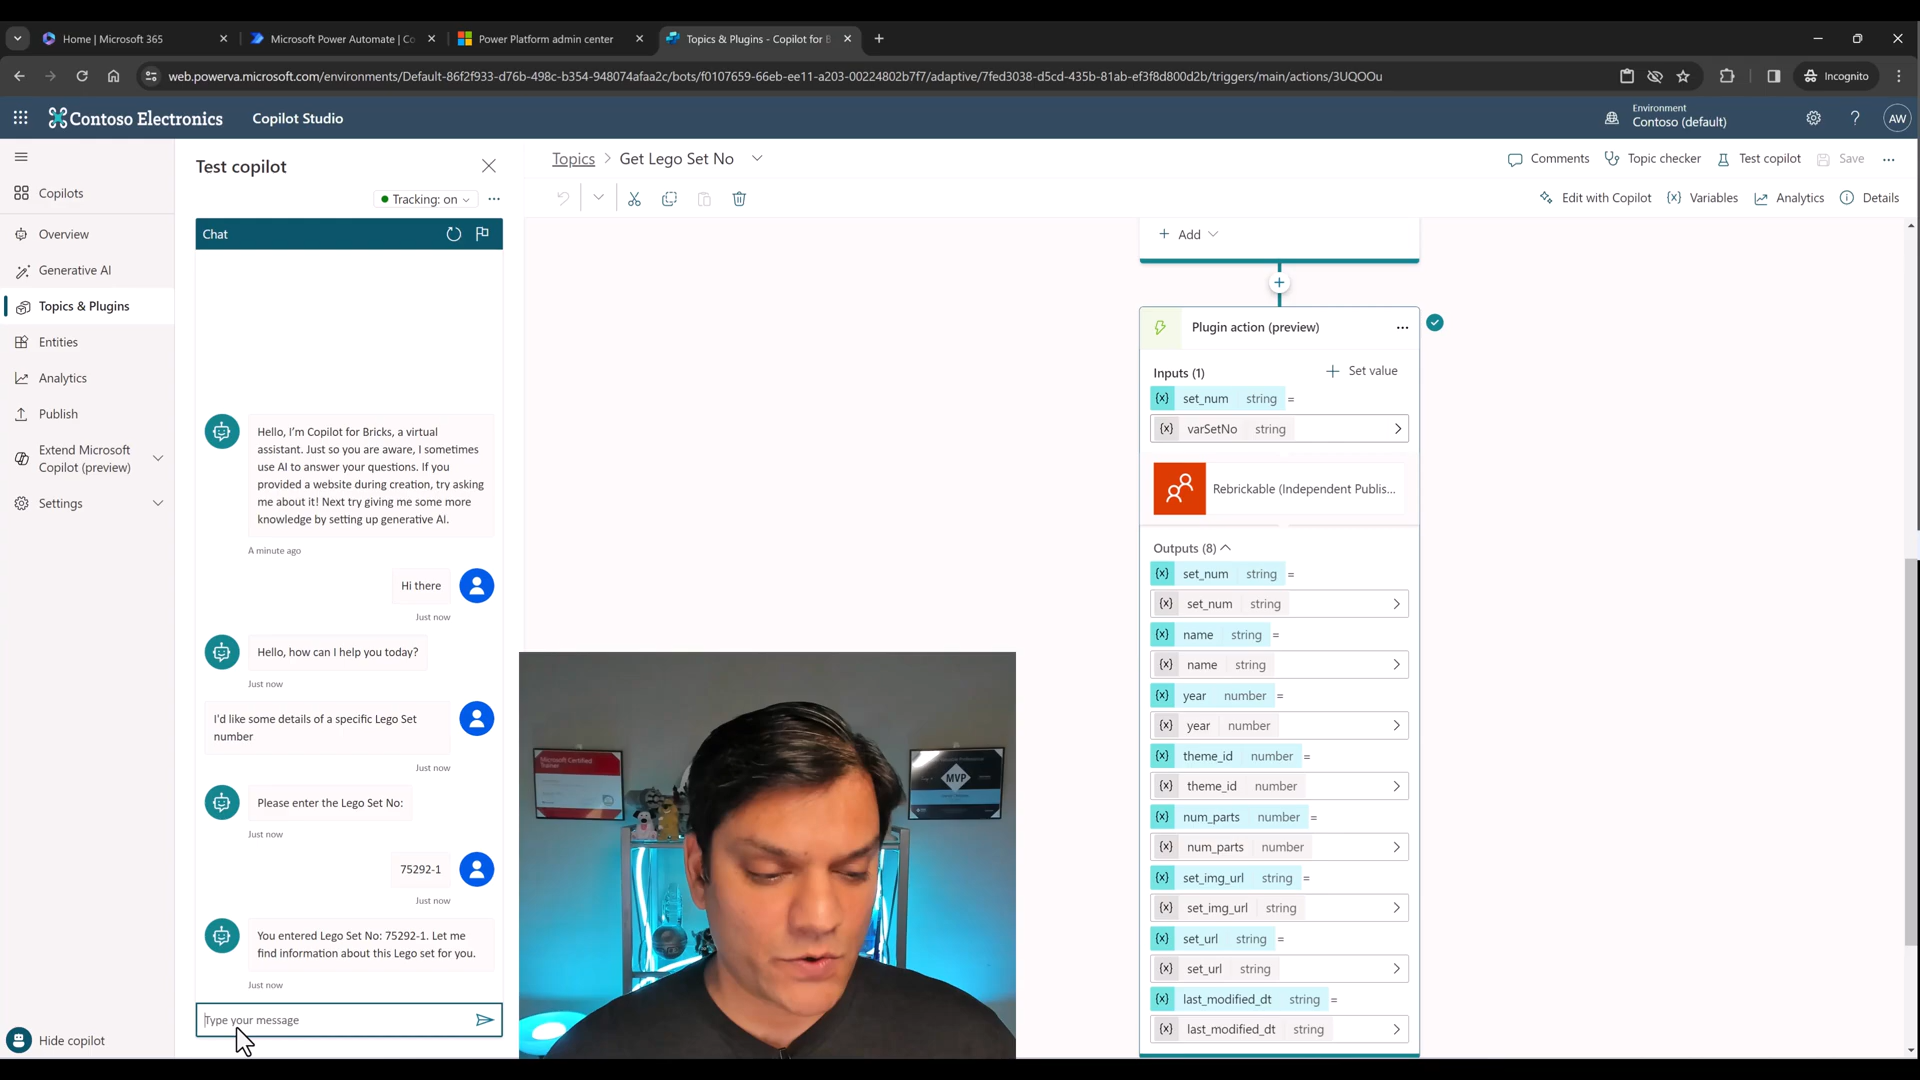 Home | Microsoft 365
Microsoft Power Automate | Co
Power Platform admin center
Topics & Plugins - Copilot for B
web.powerva.microsoft.com/environments/Default-86f2f933-d76b-498c-b354-948074afaa2c/bots/f0107659-66eb-ee11-a203-00224802b7f7/adaptive/7fed3038-d5cd-435b-81ab-ef3f8d800d2b/triggers/main/actions/3UQOOu
Incognito
Contoso Electronics
Copilot Studio
Environment
Contoso (default)
AW
Copilots
Overview
Generative AI
Topics & Plugins
Entities
Analytics
Publish
Extend Microsoft
Copilot (preview)
Settings
Hide copilot
Test copilot
Tracking: on
Chat
Hello, I'm Copilot for Bricks, a virtual
assistant. Just so you are aware, I sometimes
use AI to answer your questions. If you
provided a website during creation, try asking
me about it! Next try giving me some more
knowledge by setting up generative AI.
A minute ago
Hi there
Just now
Hello, how can I help you today?
Just now
I'd like some details of a specific Lego Set
number
Just now
Please enter the Lego Set No:
Just now
75292-1
Just now
You entered Lego Set No: 75292-1. Let me
find information about this Lego set for you.
Just now
Type your message
Topics > Get Lego Set No
Comments
Topic checker
Test copilot
Save
Edit with Copilot
{x} Variables
Analytics
Details
+ Add
Plugin action (preview)
Inputs (1)
+ Set value
{x} set_num string =
{x} varSetNo string
Rebrickable (Independent Publis...
Outputs (8)
{x} set_num string =
{x} set_num string
{x} name string =
{x} name string
{x} year number =
{x} year number
{x} theme_id number =
{x} theme_id number
{x} num_parts number =
{x} num_parts number
{x} set_img_url string =
{x} set_img_url string
{x} set_url string =
{x} set_url string
{x} last_modified_dt string =
{x} last_modified_dt string
Microsoft Certified
Trainer
MVP